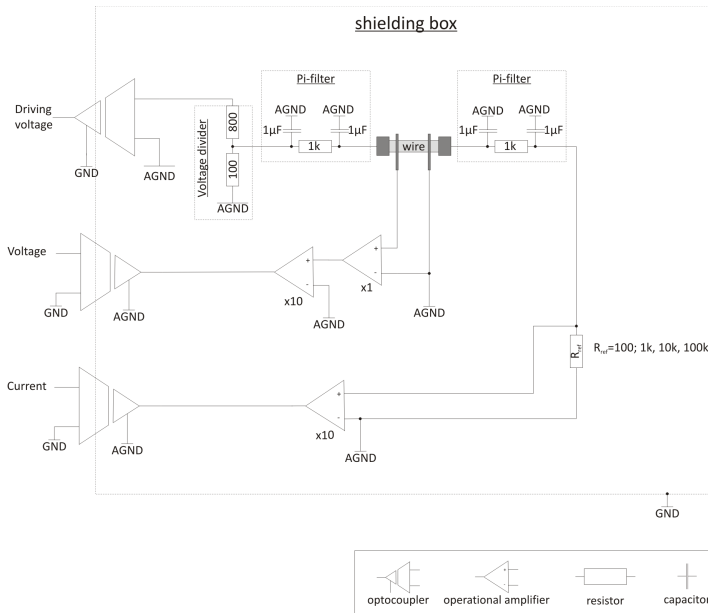 shielding box
Pi-filter
Pi-filter
Driving
voltage
AGND
AGND
AGND
AGND
1µF
1µF
1µF
1µF
800
1k
wire
1k
Voltage divider
100
GND
AGND
AGND
Voltage
+
-
+
-
x1
x10
GND
AGND
AGND
AGND
Rref
Rref=100; 1k, 10k, 100k
Current
+
-
x10
GND
AGND
AGND
GND
+
-
optocoupler
operational amplifier
resistor
capacitor